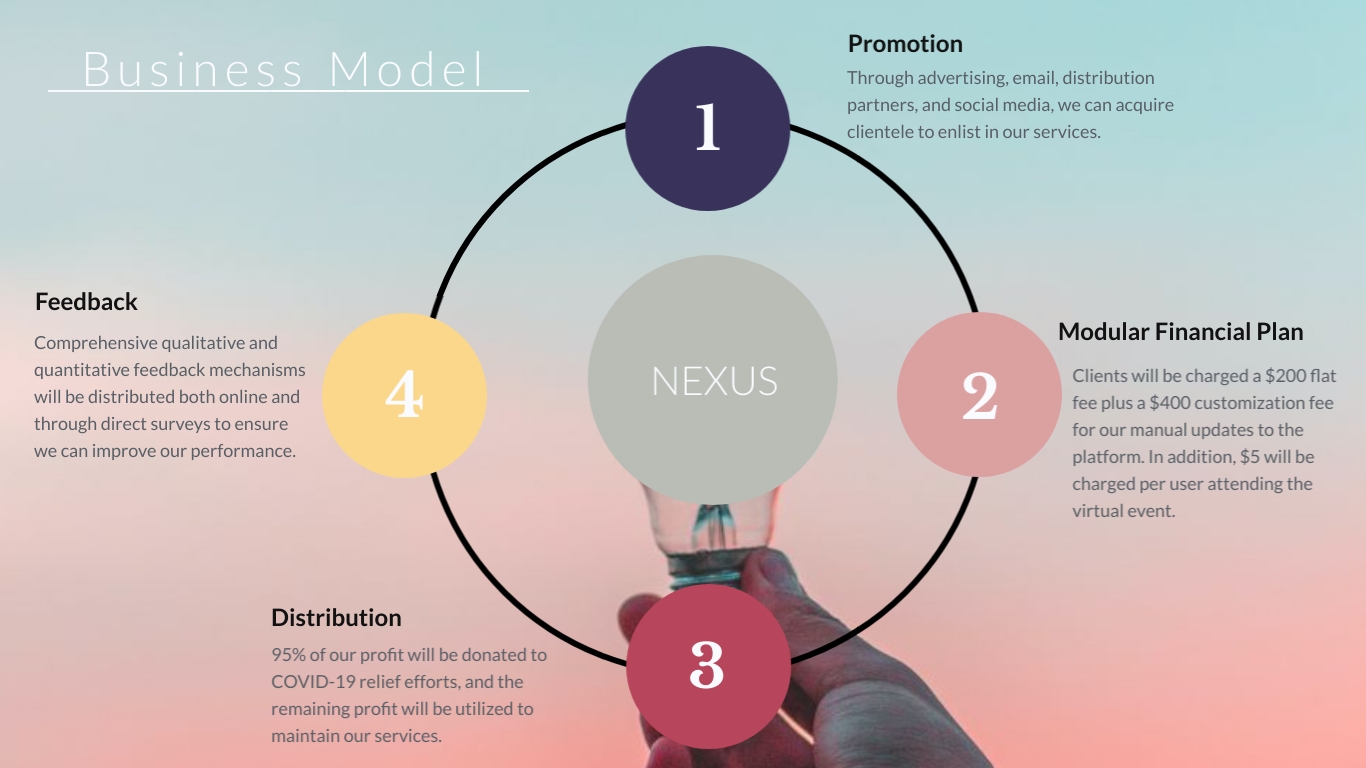 Business Model
1
Promotion
Through advertising, email, distribution
partners, and social media, we can acquire
clientele to enlist in our services.
2
Modular Financial Plan
Clients will be charged a $200 flat
fee plus a $400 customization fee
for our manual updates to the
platform. In addition, $5 will be
charged per user attending the
virtual event.
3
Distribution
95% of our profit will be donated to
COVID-19 relief efforts, and the
remaining profit will be utilized to
maintain our services.
4
Feedback
Comprehensive qualitative and
quantitative feedback mechanisms
will be distributed both online and
through direct surveys to ensure
we can improve our performance.
NEXUS